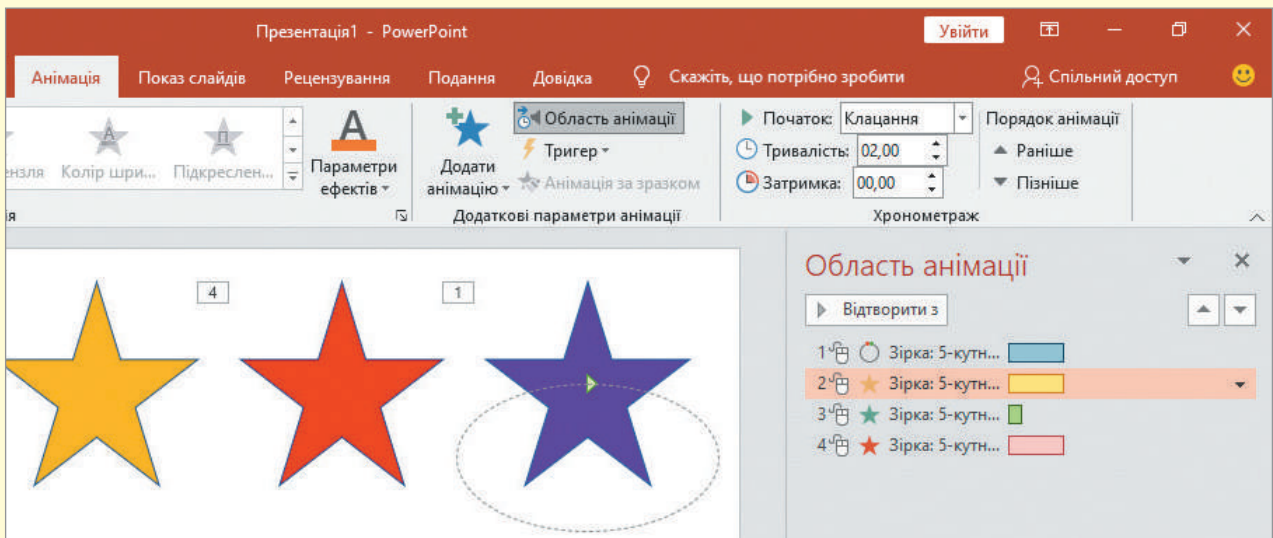 Презентація1 - PowerPoint
Увійти
Анімація Показ слайдів Рецензування Подання Довідка Скажіть, що потрібно зробити Спільний доступ
Колір шри... Підкреслен...
Параметри ефектів
Додати анімацію
Область анімації
Тригер
Анімація за зразком
Додаткові параметри анімації
Початок: Клацання
Тривалість: 02,00
Затримка: 00,00
Хронометраж
Порядок анімації
Раніше
Пізніше
4
1
Область анімації
Відтворити з
1 Зірка: 5-кутн...
2 Зірка: 5-кутн...
3 Зірка: 5-кутн...
4 Зірка: 5-кутн...